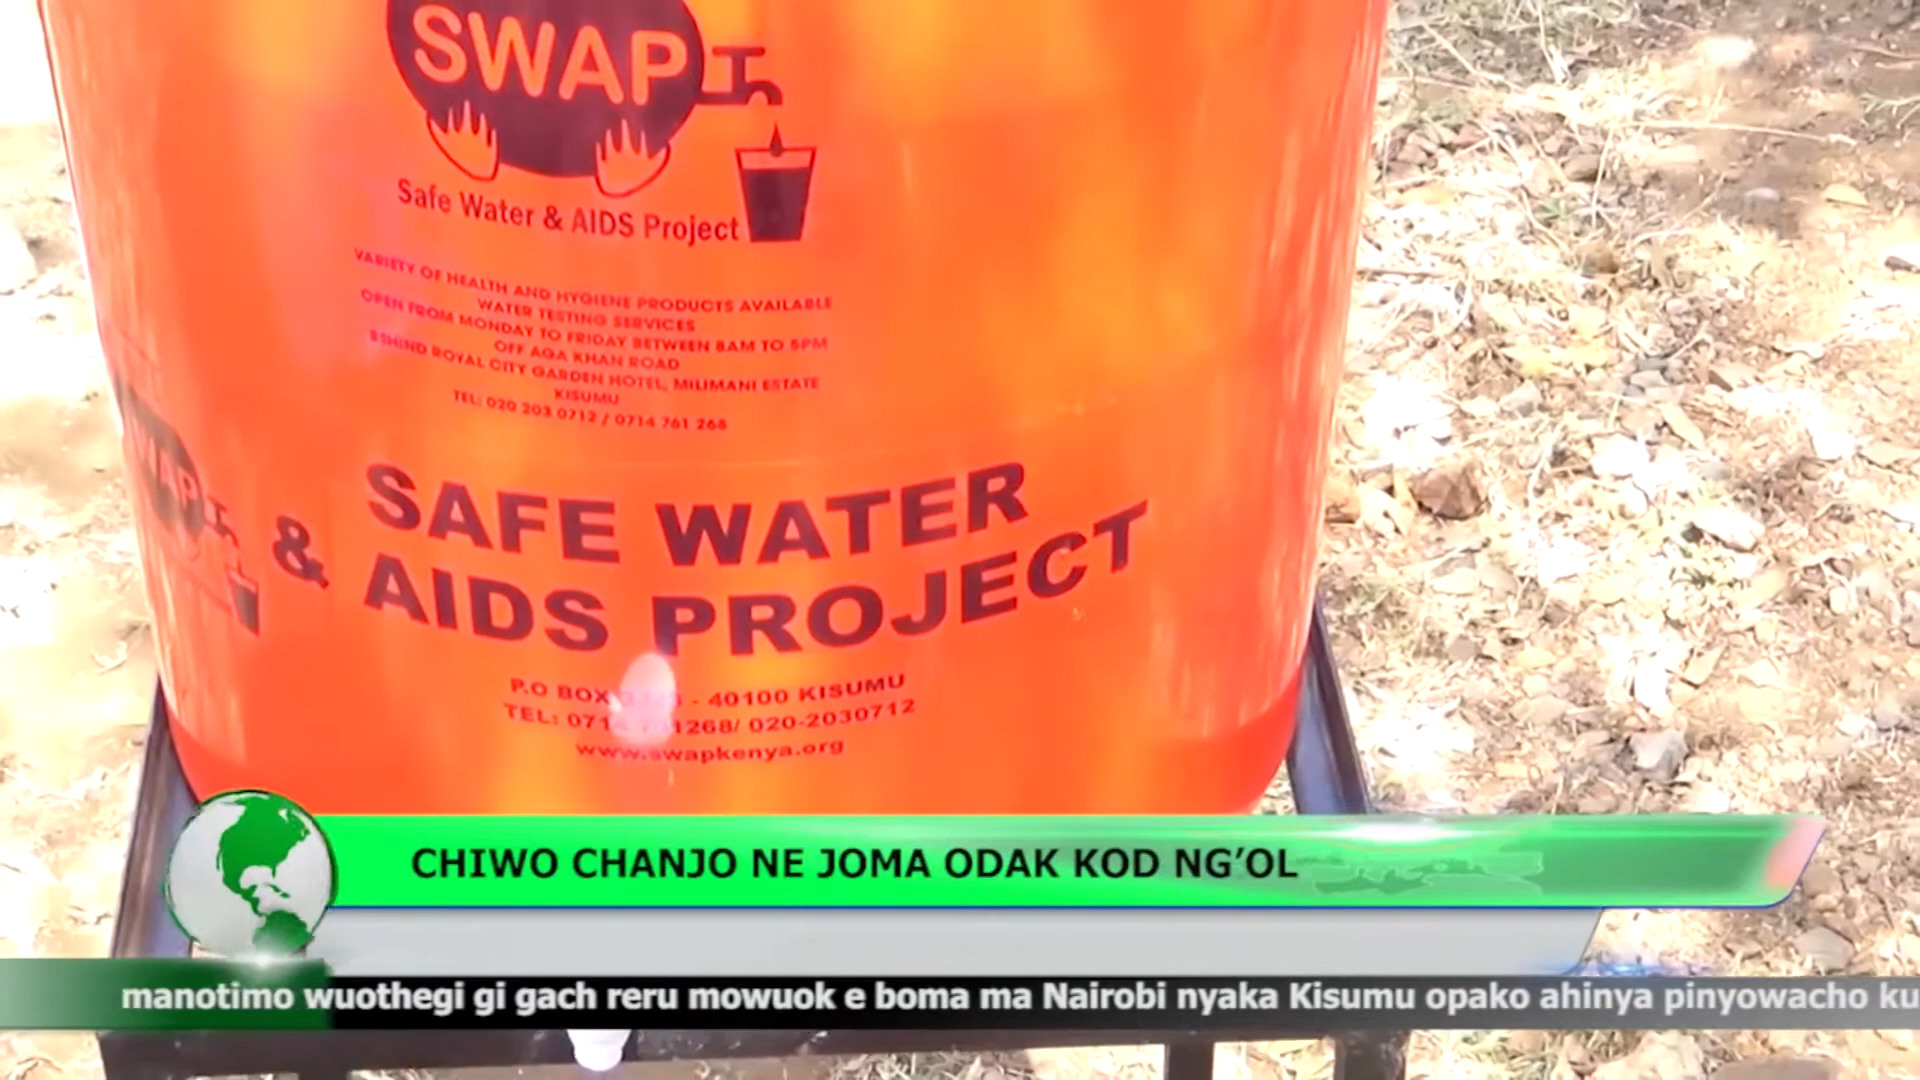 SWAP
Safe Water & AIDS Project
VARIETY OF HEALTH AND HYGIENE PRODUCTS AVAILABLE
WATER TESTING SERVICES
OPEN FROM MONDAY TO FRIDAY BETWEEN 8AM TO 5PM
OFF AGA KHAN ROAD
BEHIND ROYAL CITY GARDEN HOTEL, MILIMANI ESTATE
KISUMU
TEL: 020 203 0712 / 0714 761 268
SWAP
SAFE WATER
& AIDS PROJECT
P.O BOX - 40100 KISUMU
TEL: 1268/ 020-2030712
www.swapkenya.org
CHIWO CHANJO NE JOMA ODAK KOD NG'OL
manotimo wuothegi gi gach reru mowuok e boma ma Nairobi nyaka Kisumu opako ahinya pinyowacho ku